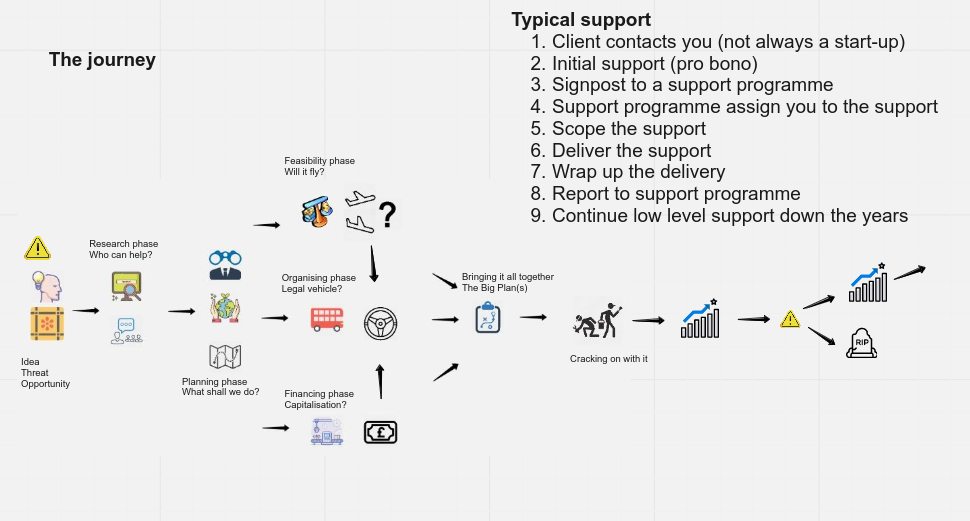 The journey
Typical support
1. Client contacts you (not always a start-up)
2. Initial support (pro bono)
3. Signpost to a support programme
4. Support programme assign you to the support
5. Scope the support
6. Deliver the support
7. Wrap up the delivery
8. Report to support programme
9. Continue low level support down the years
Idea
Threat
Opportunity
Research phase
Who can help?
Planning phase
What shall we do?
Feasibility phase
Will it fly?
?
Organising phase
Legal vehicle?
Financing phase
Capitalisation?
£
Bringing it all together
The Big Plan(s)
Cracking on with it
RIP